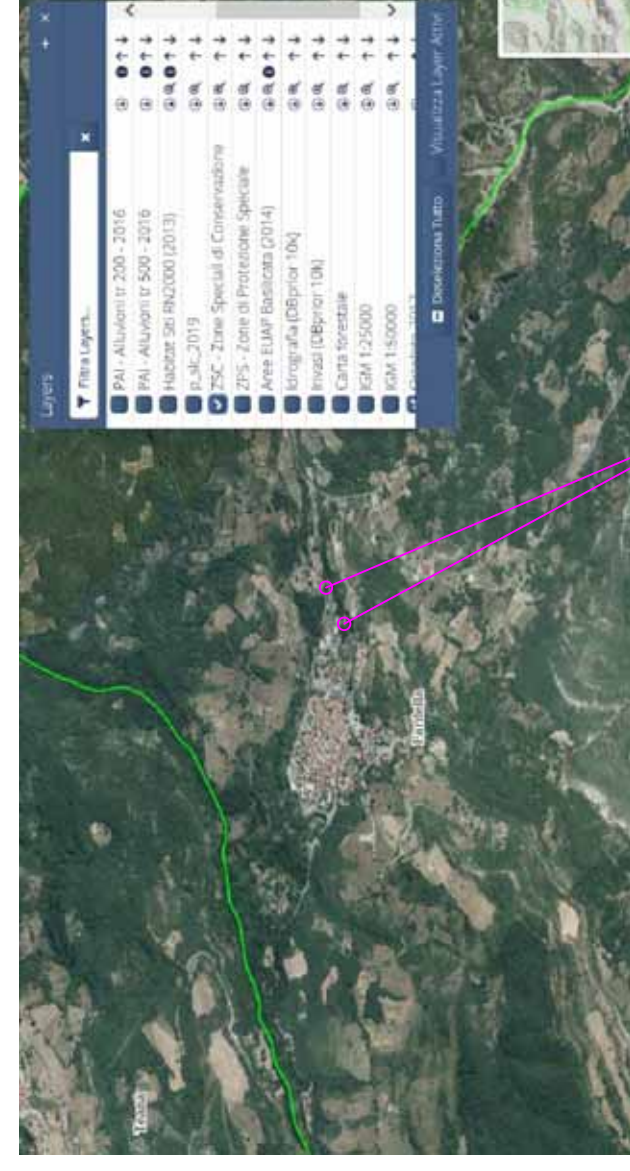 Layers
Filtra Layers...
PAI - Alluvioni tr 200 - 2016
PAI - Alluvioni tr 500 - 2016
Habitat Siti RN2000 (2013)
p_slc_2019
ZSC - Zone Speciali di Conservazione
ZPS - Zone di Protezione Speciale
Aree EUAP Basilicata (2014)
Idrografia (DBprior 10k)
Invasi (DBprior 10k)
Carta forestale
IGM 1:25000
IGM 1:50000
Deseleziona Tutto
Visualizza Layer Attivi
Teana